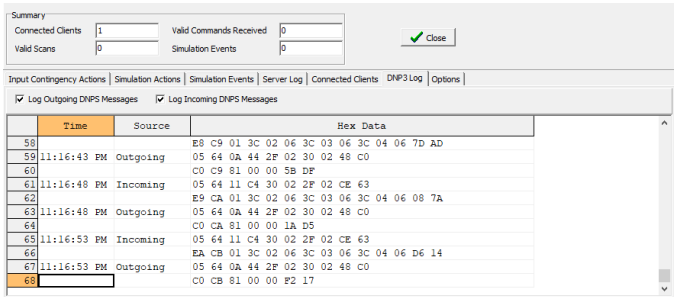 Summary
Connected Clients 1 Valid Commands Received 0
Valid Scans 0 Simulation Events 0
Close
Input Contingency Actions Simulation Actions Simulation Events Server Log Connected Clients DNP3 Log Options
Log Outgoing DNPS Messages Log Incoming DNPS Messages
Time Source Hex Data
58 E8 C9 01 3C 02 06 3C 03 06 3C 04 06 7D AD
59 11:16:43 PM Outgoing 05 64 0A 44 2F 02 30 02 48 C0
60 C0 C9 81 00 00 5B DF
61 11:16:48 PM Incoming 05 64 11 C4 30 02 2F 02 CE 63
62 E9 CA 01 3C 02 06 3C 03 06 3C 04 06 08 7A
63 11:16:48 PM Outgoing 05 64 0A 44 2F 02 30 02 48 C0
64 C0 CA 81 00 00 1A D5
65 11:16:53 PM Incoming 05 64 11 C4 30 02 2F 02 CE 63
66 EA CB 01 3C 02 06 3C 03 06 3C 04 06 D6 14
67 11:16:53 PM Outgoing 05 64 0A 44 2F 02 30 02 48 C0
68 C0 CB 81 00 00 F2 17